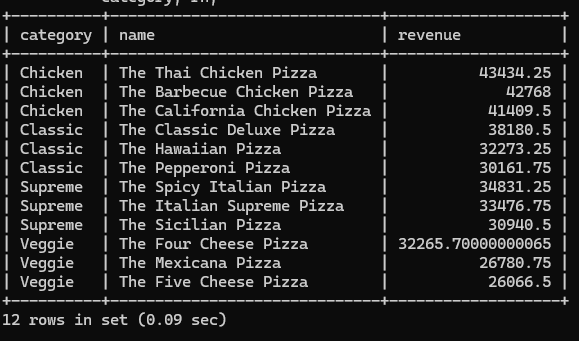 category, rn;
+----------+------------------------------+-------------------+
| category | name                         | revenue           |
+----------+------------------------------+-------------------+
| Chicken  | The Thai Chicken Pizza       |          43434.25 |
| Chicken  | The Barbecue Chicken Pizza   |             42768 |
| Chicken  | The California Chicken Pizza |           41409.5 |
| Classic  | The Classic Deluxe Pizza     |           38180.5 |
| Classic  | The Hawaiian Pizza           |          32273.25 |
| Classic  | The Pepperoni Pizza          |          30161.75 |
| Supreme  | The Spicy Italian Pizza      |          34831.25 |
| Supreme  | The Italian Supreme Pizza    |          33476.75 |
| Supreme  | The Sicilian Pizza           |           30940.5 |
| Veggie   | The Four Cheese Pizza        | 32265.70000000065 |
| Veggie   | The Mexicana Pizza           |          26780.75 |
| Veggie   | The Five Cheese Pizza        |           26066.5 |
+----------+------------------------------+-------------------+
12 rows in set (0.09 sec)